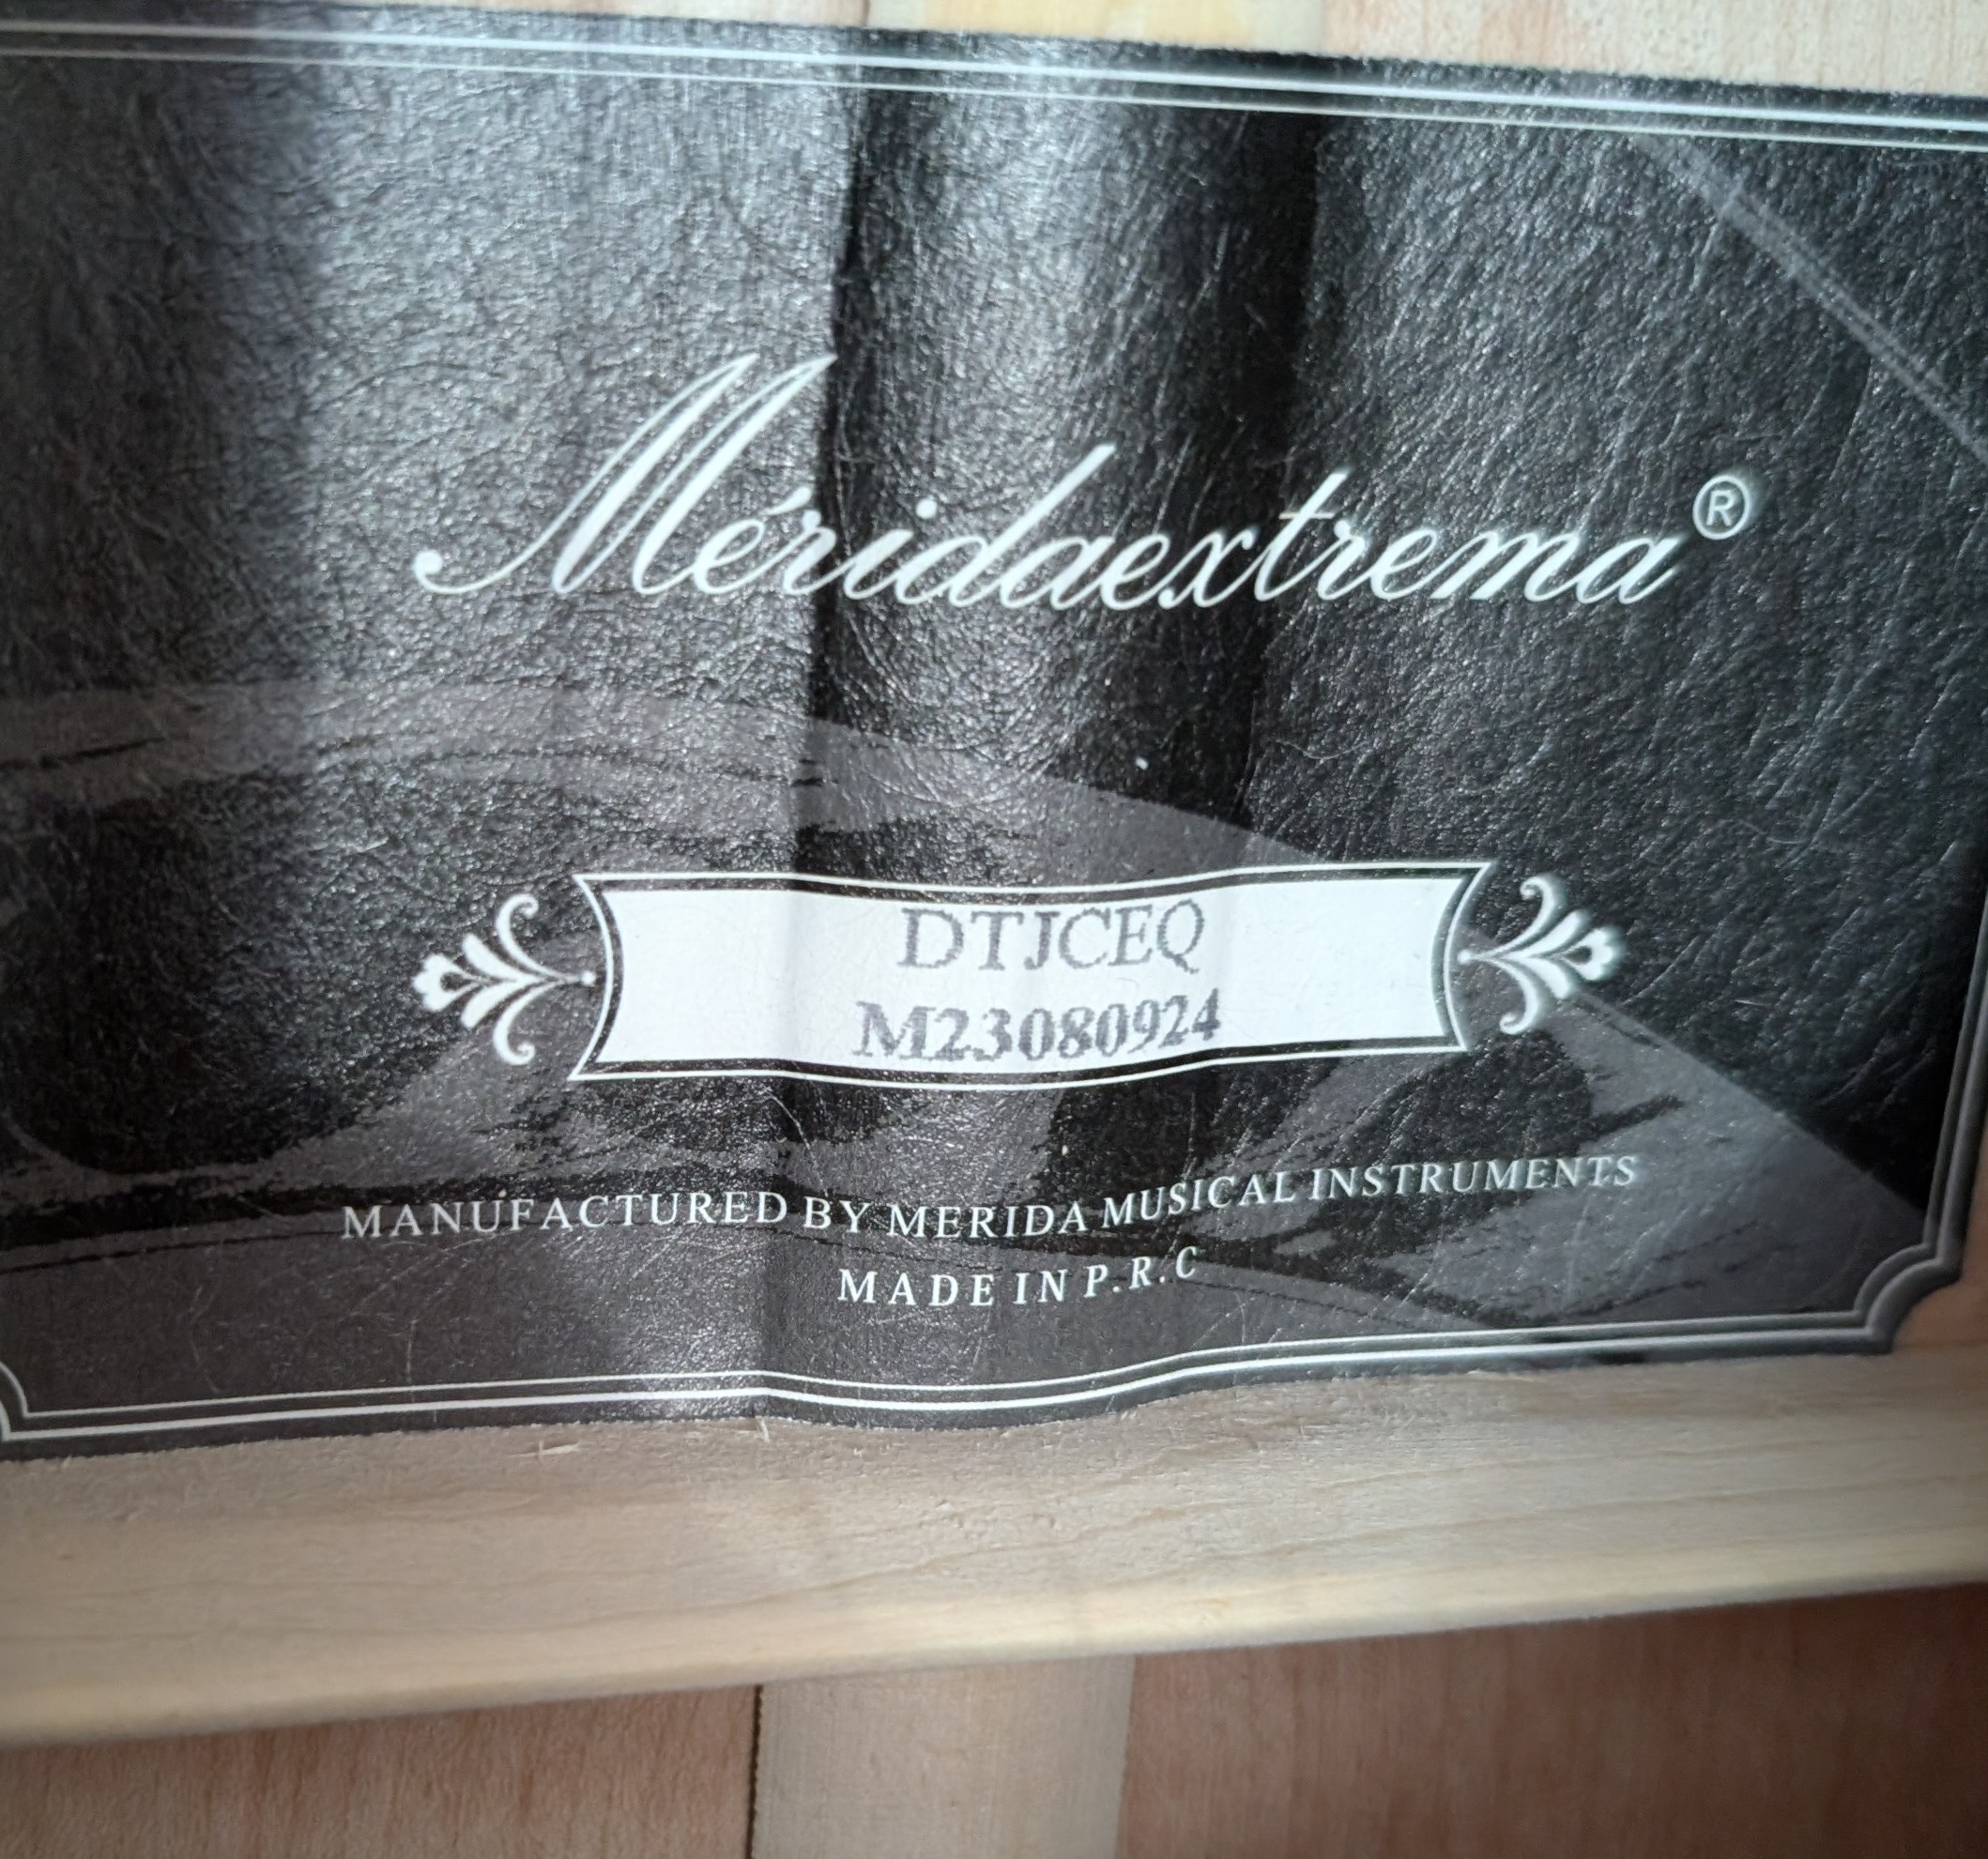 Méridaextrema®
DTJCEQ
M23080924
MANUFACTURED BY MERIDA MUSICAL INSTRUMENTS
MADE IN P.R.C